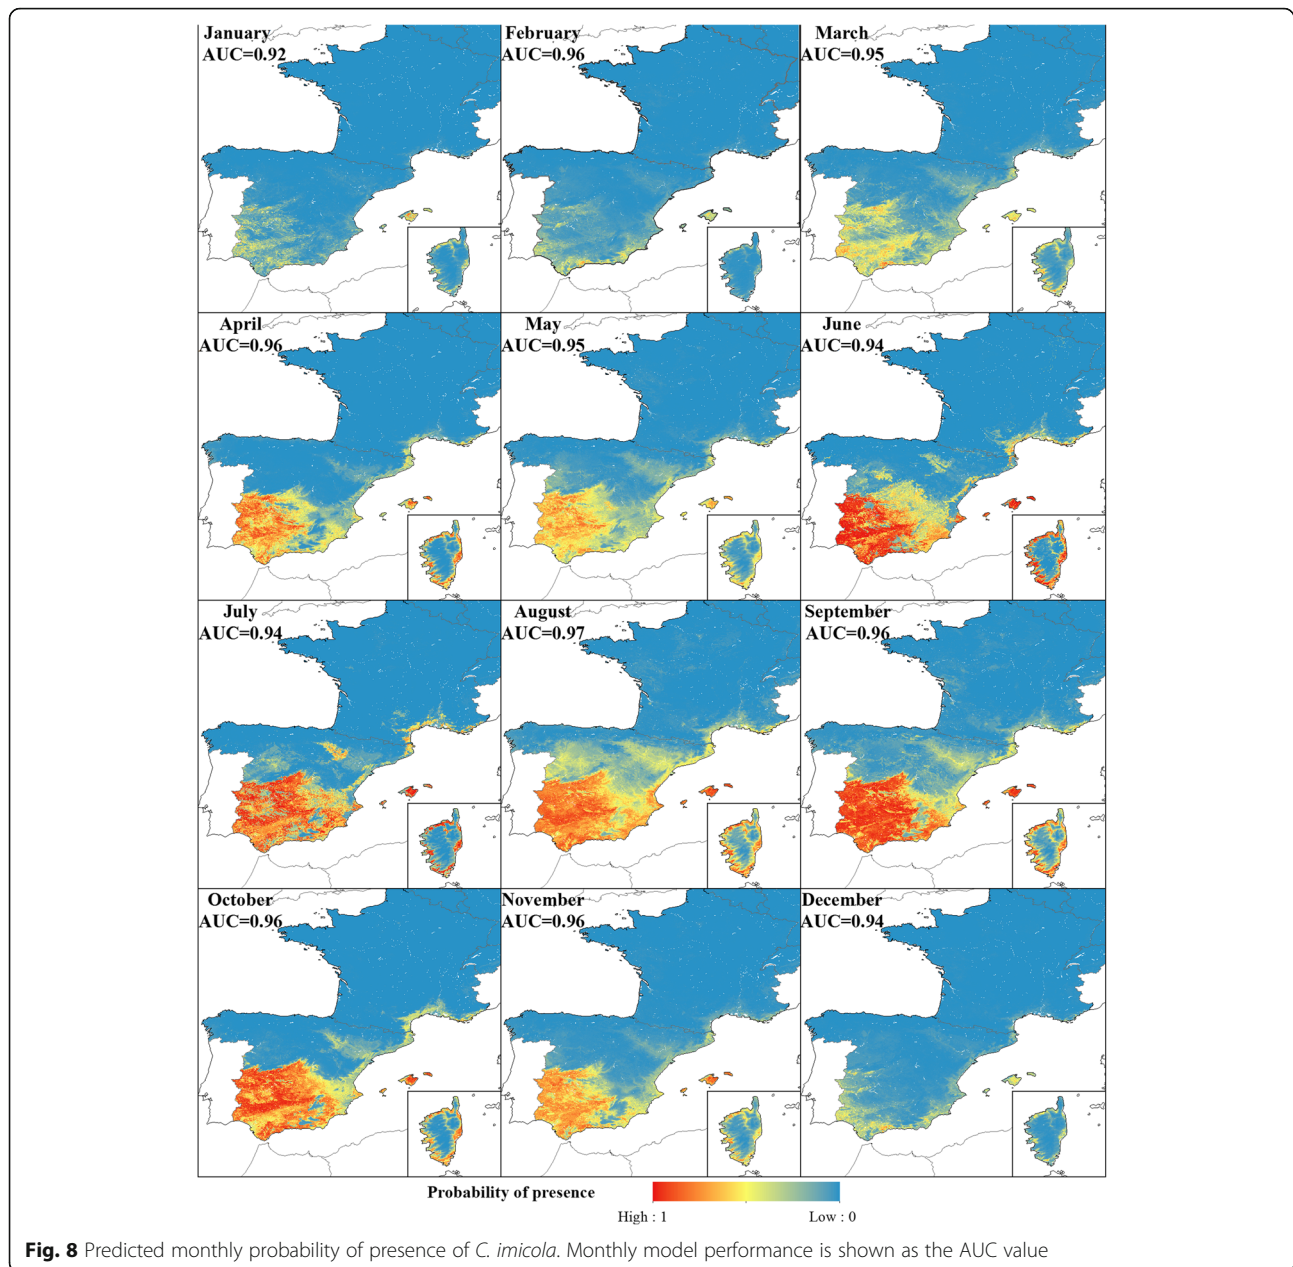 January
AUC=0.92
February
AUC=0.96
March
AUC=0.95
April
AUC=0.96
May
AUC=0.95
June
AUC=0.94
July
AUC=0.94
August
AUC=0.97
September
AUC=0.96
October
AUC=0.96
November
AUC=0.96
December
AUC=0.94
Probability of presence
High : 1 Low : 0
Fig. 8 Predicted monthly probability of presence of C. imicola. Monthly model performance is shown as the AUC value